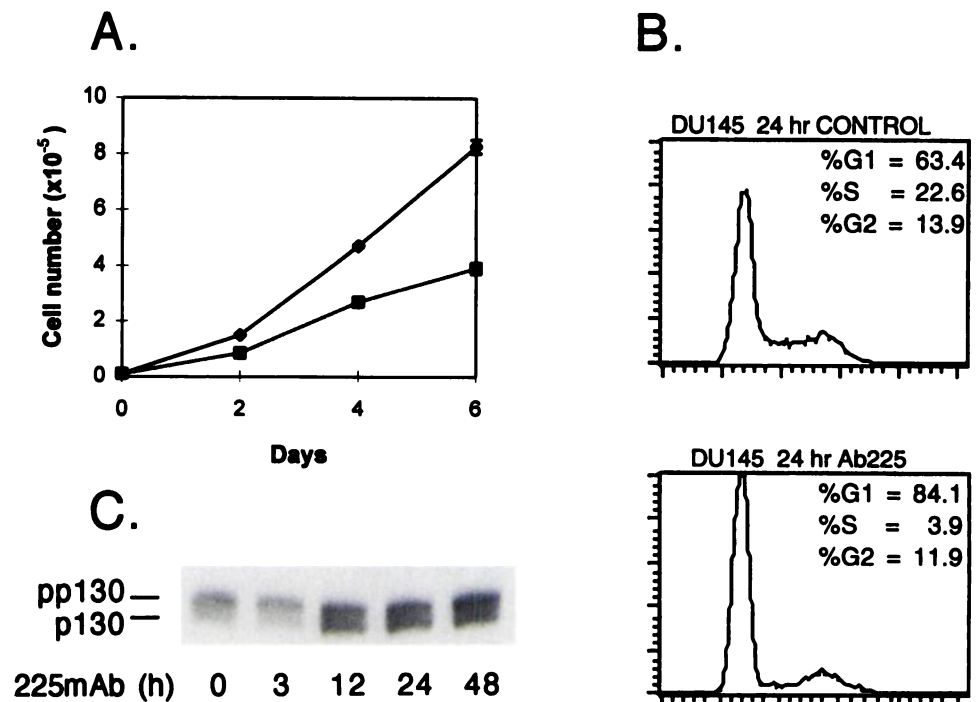 A.
10
8
6
4
2
0
Cell number (x10-5)
0 2 4 6
Days
B.
DU145 24 hr CONTROL
%G1 = 63.4
%S = 22.6
%G2 = 13.9
DU145 24 hr Ab225
%G1 = 84.1
%S = 3.9
%G2 = 11.9
C.
pp130
p130
225mAb (h) 0 3 12 24 48